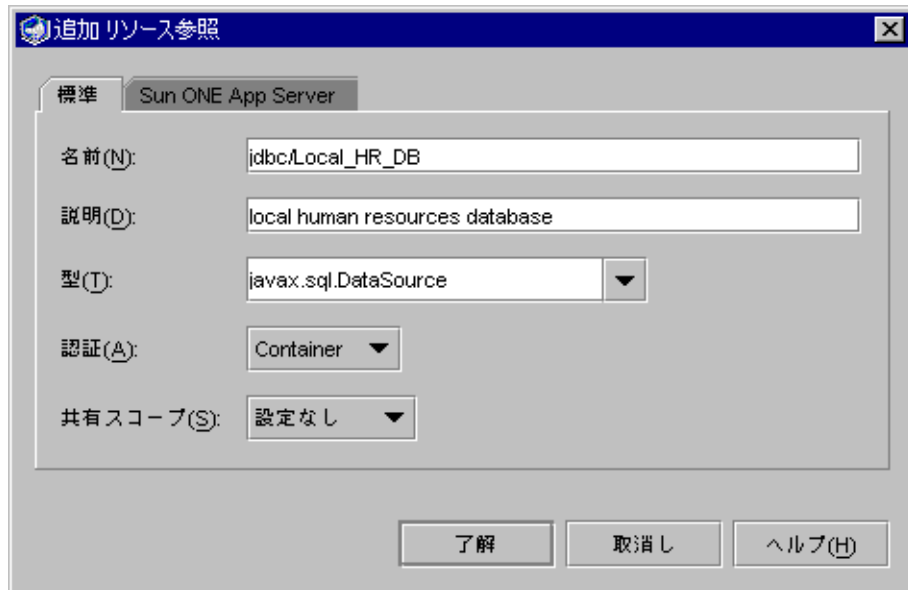 追加 リソース参照
標準 Sun ONE App Server
名前(N): jdbc/Local_HR_DB
説明(D): local human resources database
型(T): javax.sql.DataSource
認証(A): Container
共有スコープ(S): 設定なし
了解 取消し ヘルプ(H)